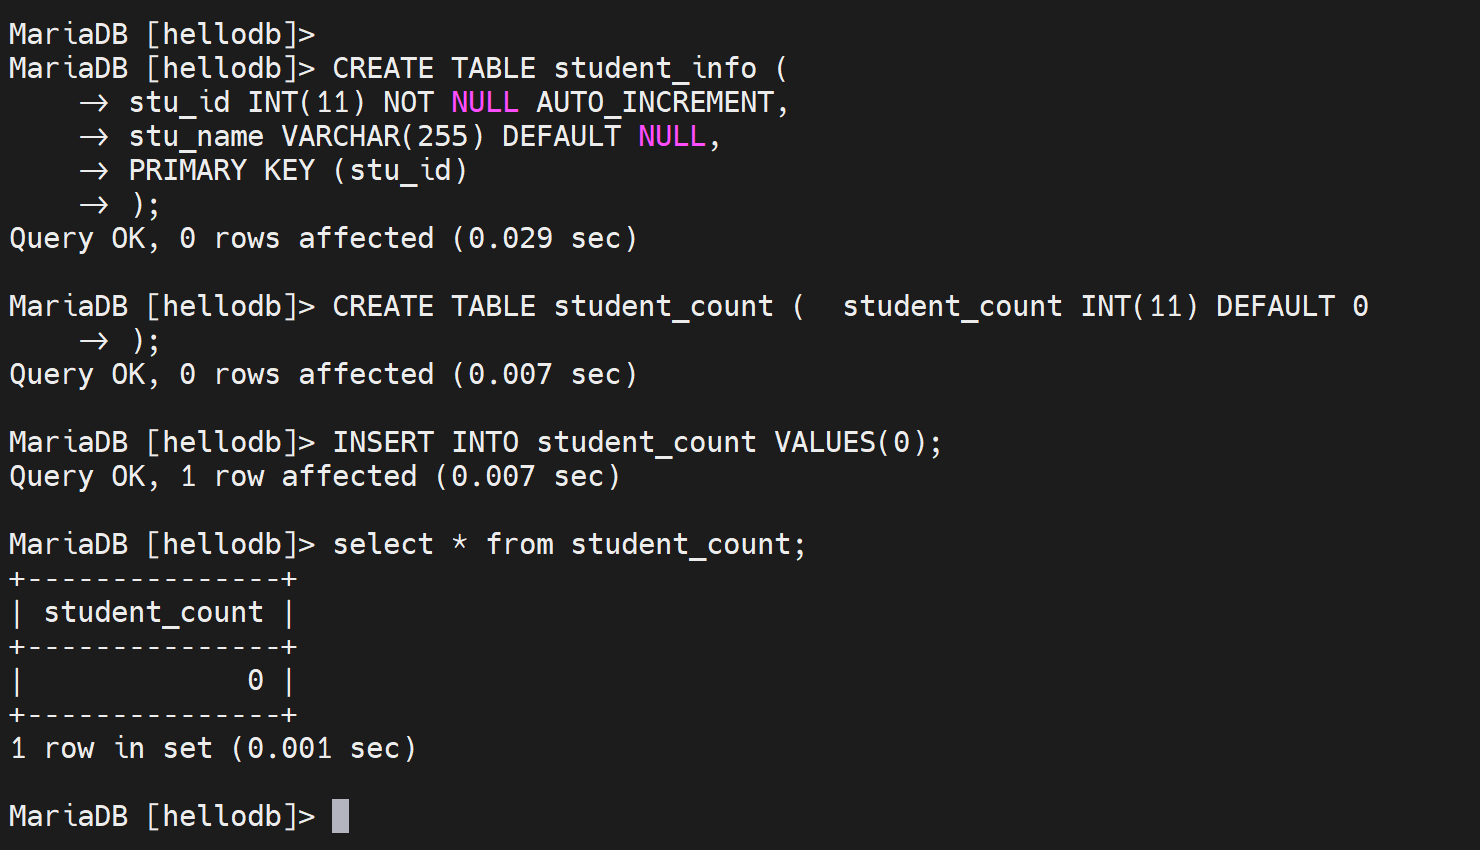 MariaDB [hellodb]>
MariaDB [hellodb]> CREATE TABLE student_info (
    -> stu_id INT(11) NOT NULL AUTO_INCREMENT,
    -> stu_name VARCHAR(255) DEFAULT NULL,
    -> PRIMARY KEY (stu_id)
    -> );
Query OK, 0 rows affected (0.029 sec)

MariaDB [hellodb]> CREATE TABLE student_count (  student_count INT(11) DEFAULT 0
    -> );
Query OK, 0 rows affected (0.007 sec)

MariaDB [hellodb]> INSERT INTO student_count VALUES(0);
Query OK, 1 row affected (0.007 sec)

MariaDB [hellodb]> select * from student_count;
+---------------+
| student_count |
+---------------+
|             0 |
+---------------+
1 row in set (0.001 sec)

MariaDB [hellodb]>